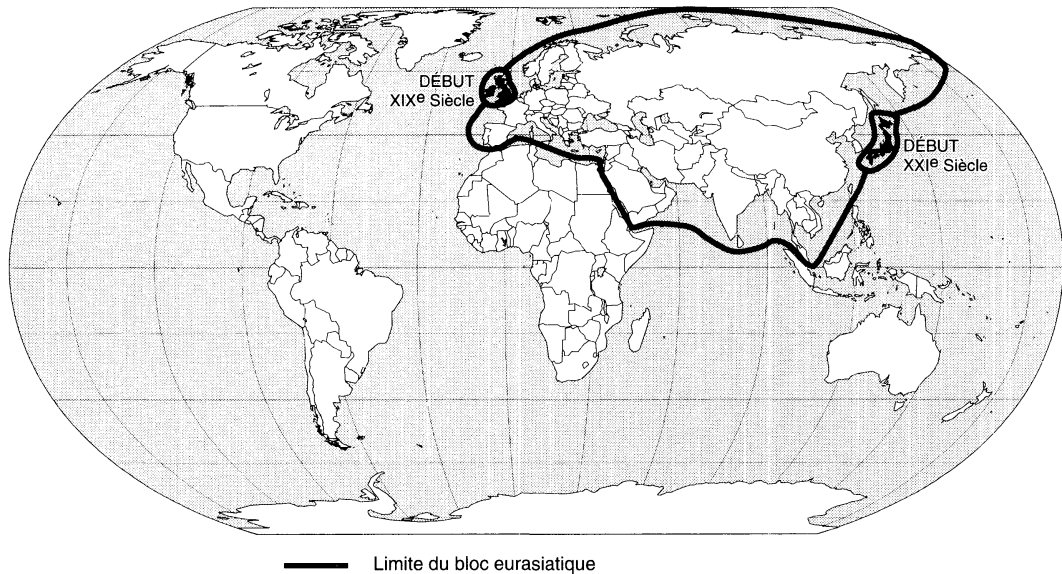 DÉBUT
XIXe Siècle
DÉBUT
XXIe Siècle
Limite du bloc eurasiatique